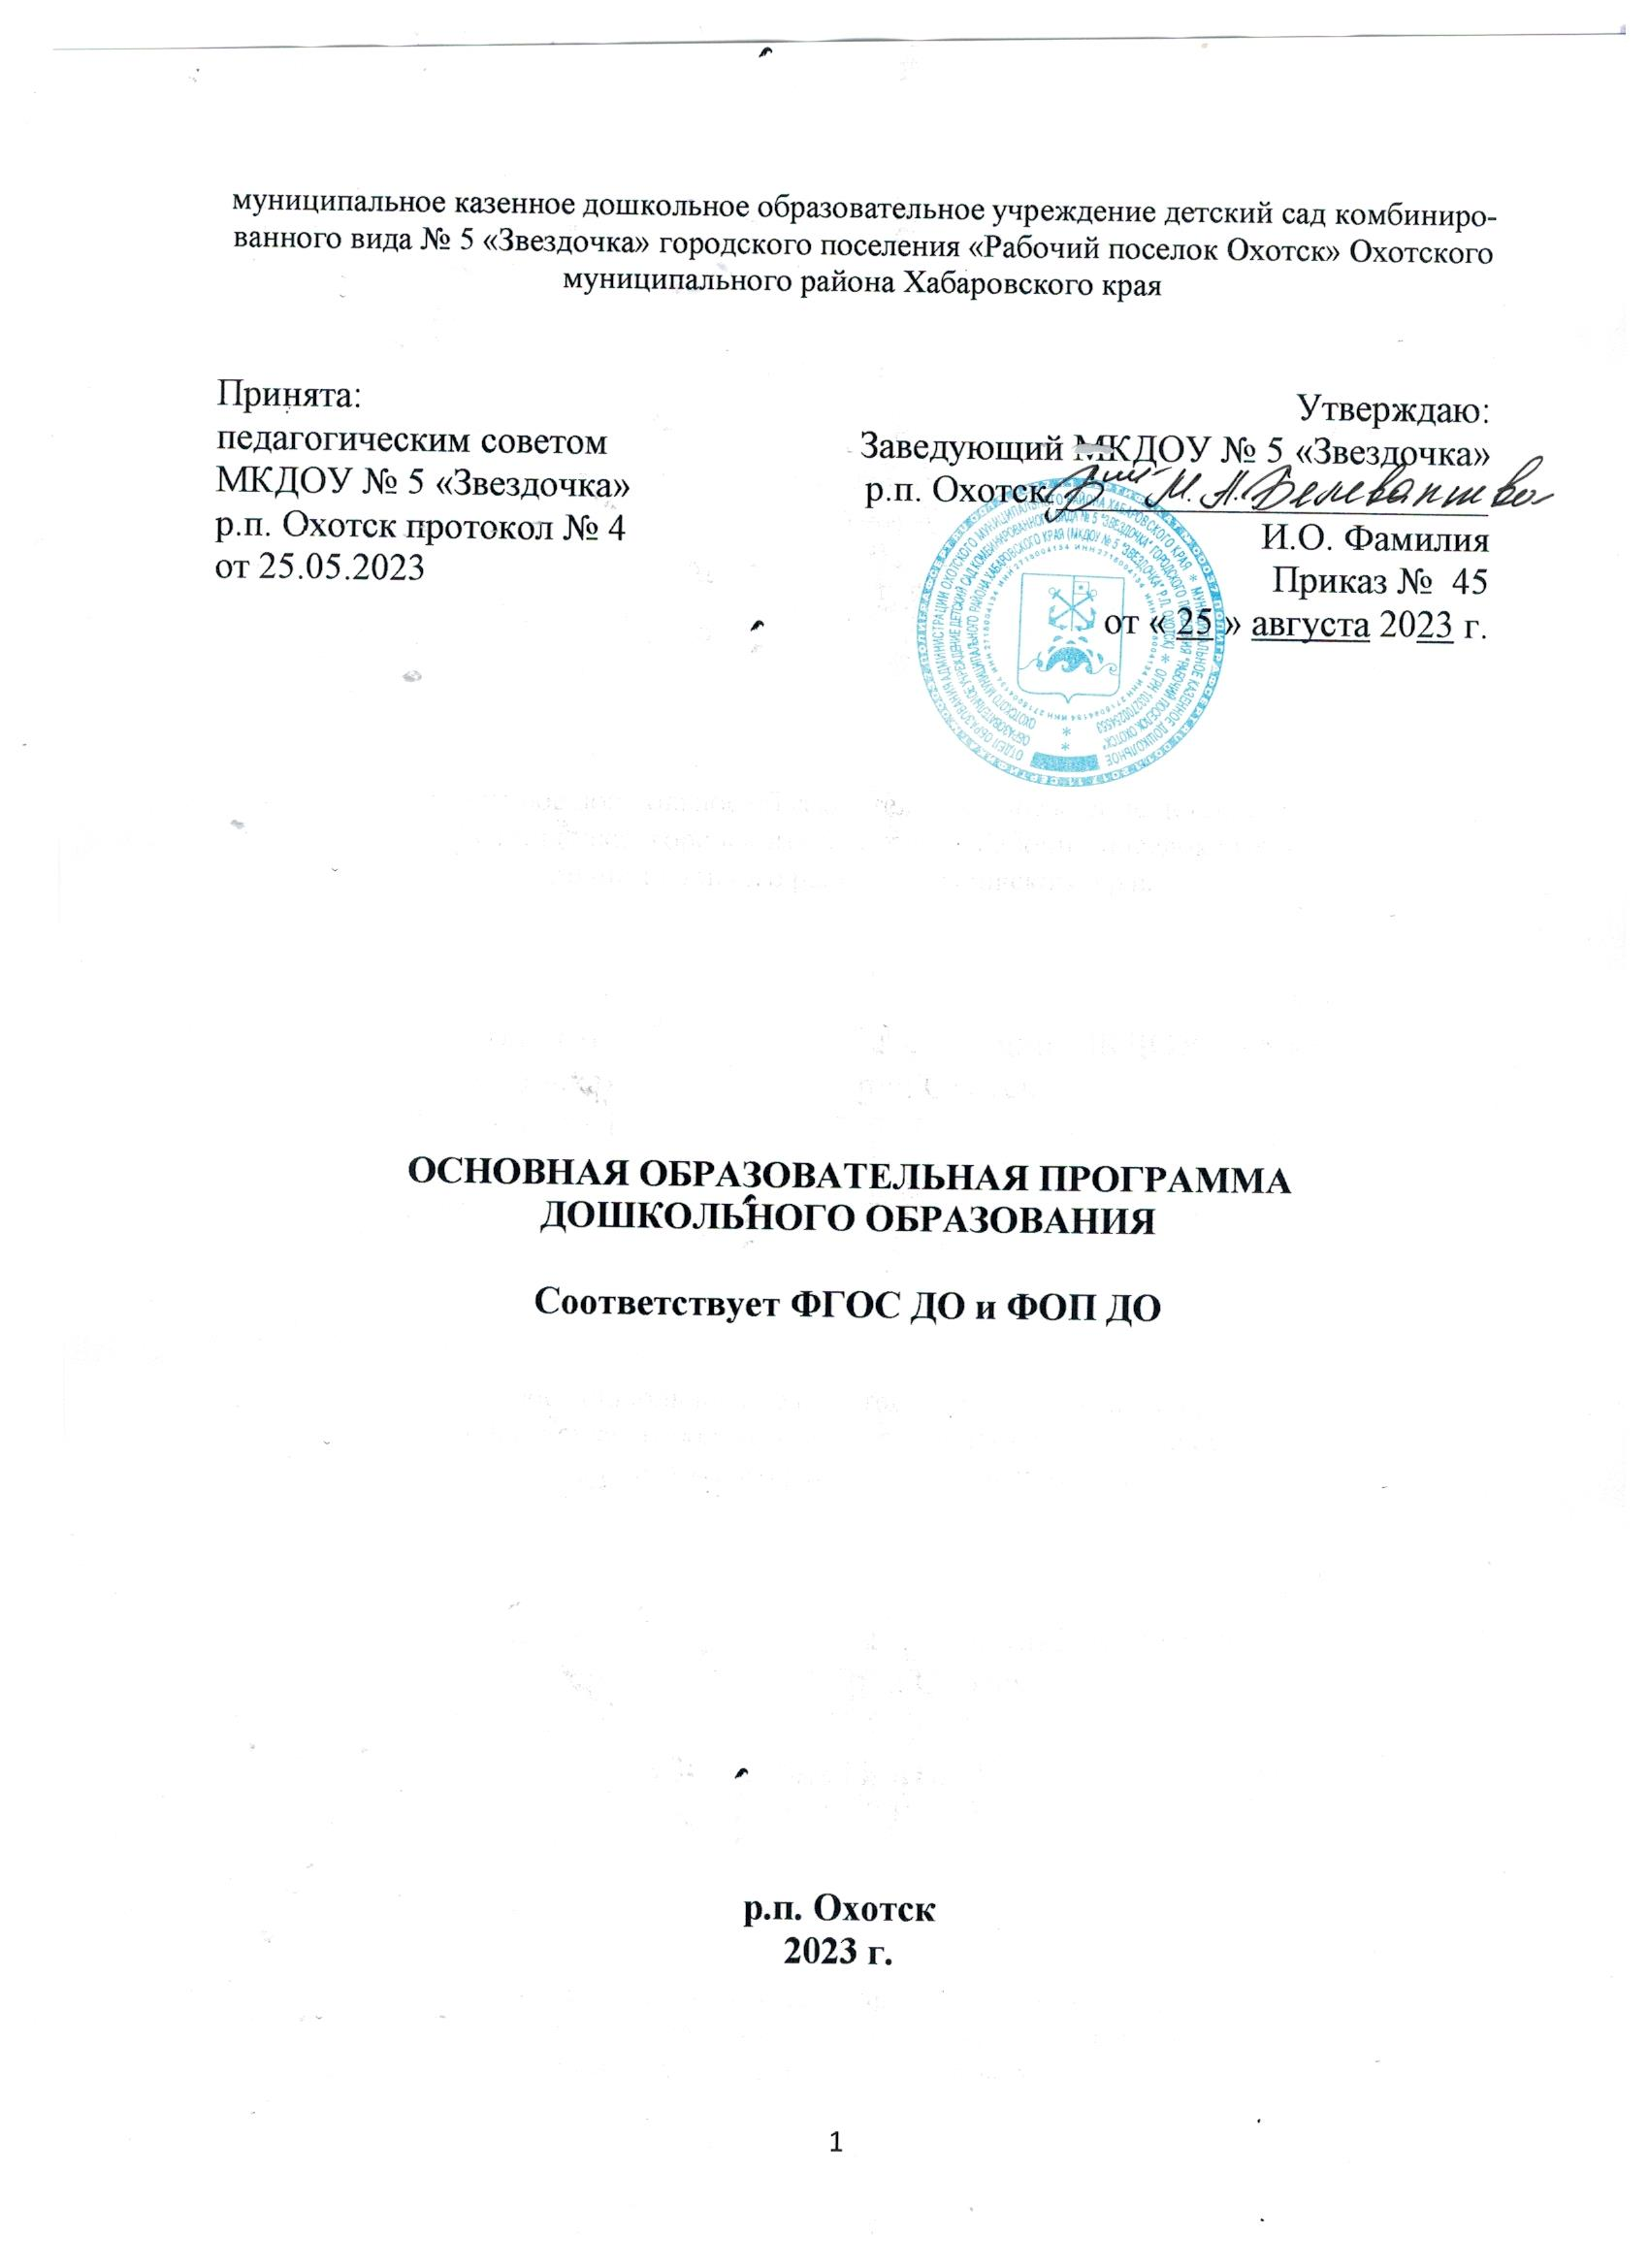 муниципальное казенное дошкольное образовательное учреждение детский сад комбиниро-
ванного вида № 5 «Звездочка» городского поселения «Рабочий поселок Охотск» Охотского
муниципального района Хабаровского края
Принята:
педагогическим советом
МКДОУ № 5 «Звездочка»
р.п. Охотск протокол № 4
от 25.05.2023
Утверждаю:
Заведующий МКДОУ № 5 «Звездочка»
р.п. Охотск
И.О. Фамилия
Приказ № 45
от « 25 » августа 2023 г.
ОСНОВНАЯ ОБРАЗОВАТЕЛЬНАЯ ПРОГРАММА
ДОШКОЛЬНОГО ОБРАЗОВАНИЯ
Соответствует ФГОС ДО и ФОП ДО
р.п. Охотск
2023 г.
1